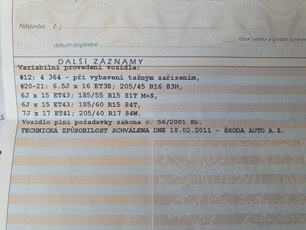 Nástavba: č. j.
datum doplnění
DALŠÍ ZÁZNAMY
Variabilní provedení vozidla:
@12: 4 364 - při vybavení tažným zařízením,
@20-21: 6.5J x 16 ET38; 205/45 R16 83H,
6J x 15 ET43; 185/55 R15 81T M+S,
6J x 15 ET43; 185/60 R15 84T,
7J x 17 ET41; 205/40 R17 84W.
Vozidlo plní požadavky zákona č. 56/2001 Sb.
TECHNICKÁ ZPŮSOBILOST SCHVÁLENA DNE 18.02.2011 - ŠKODA AUTO A.S.